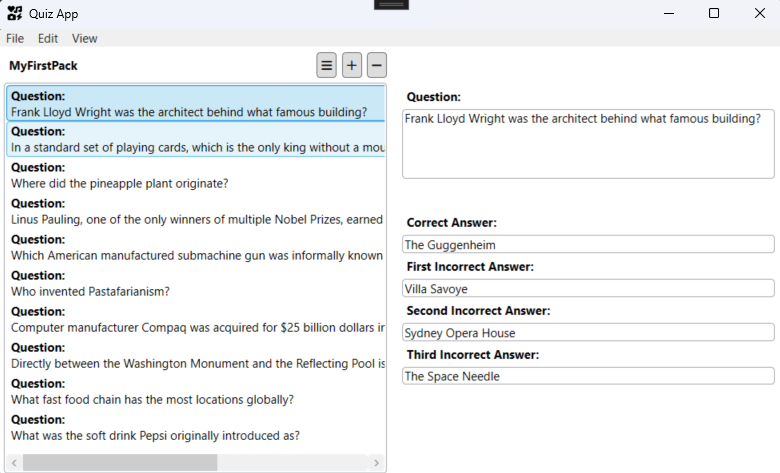 Quiz App
File Edit View
MyFirstPack
Question:
Frank Lloyd Wright was the architect behind what famous building?
Question:
In a standard set of playing cards, which is the only king without a
Question:
Where did the pineapple plant originate?
Question:
Linus Pauling, one of the only winners of multiple Nobel Prizes, earned
Question:
Which American manufactured submachine gun was informally known
Question:
Who invented Pastafarianism?
Question:
Computer manufacturer Compaq was acquired for $25 billion dollars
Question:
Directly between the Washington Monument and the Reflecting Pool is
Question:
What fast food chain has the most locations globally?
Question:
What was the soft drink Pepsi originally introduced as?
Question:
Frank Lloyd Wright was the architect behind what famous building?
Correct Answer:
The Guggenheim
First Incorrect Answer:
Villa Savoye
Second Incorrect Answer:
Sydney Opera House
Third Incorrect Answer:
The Space Needle